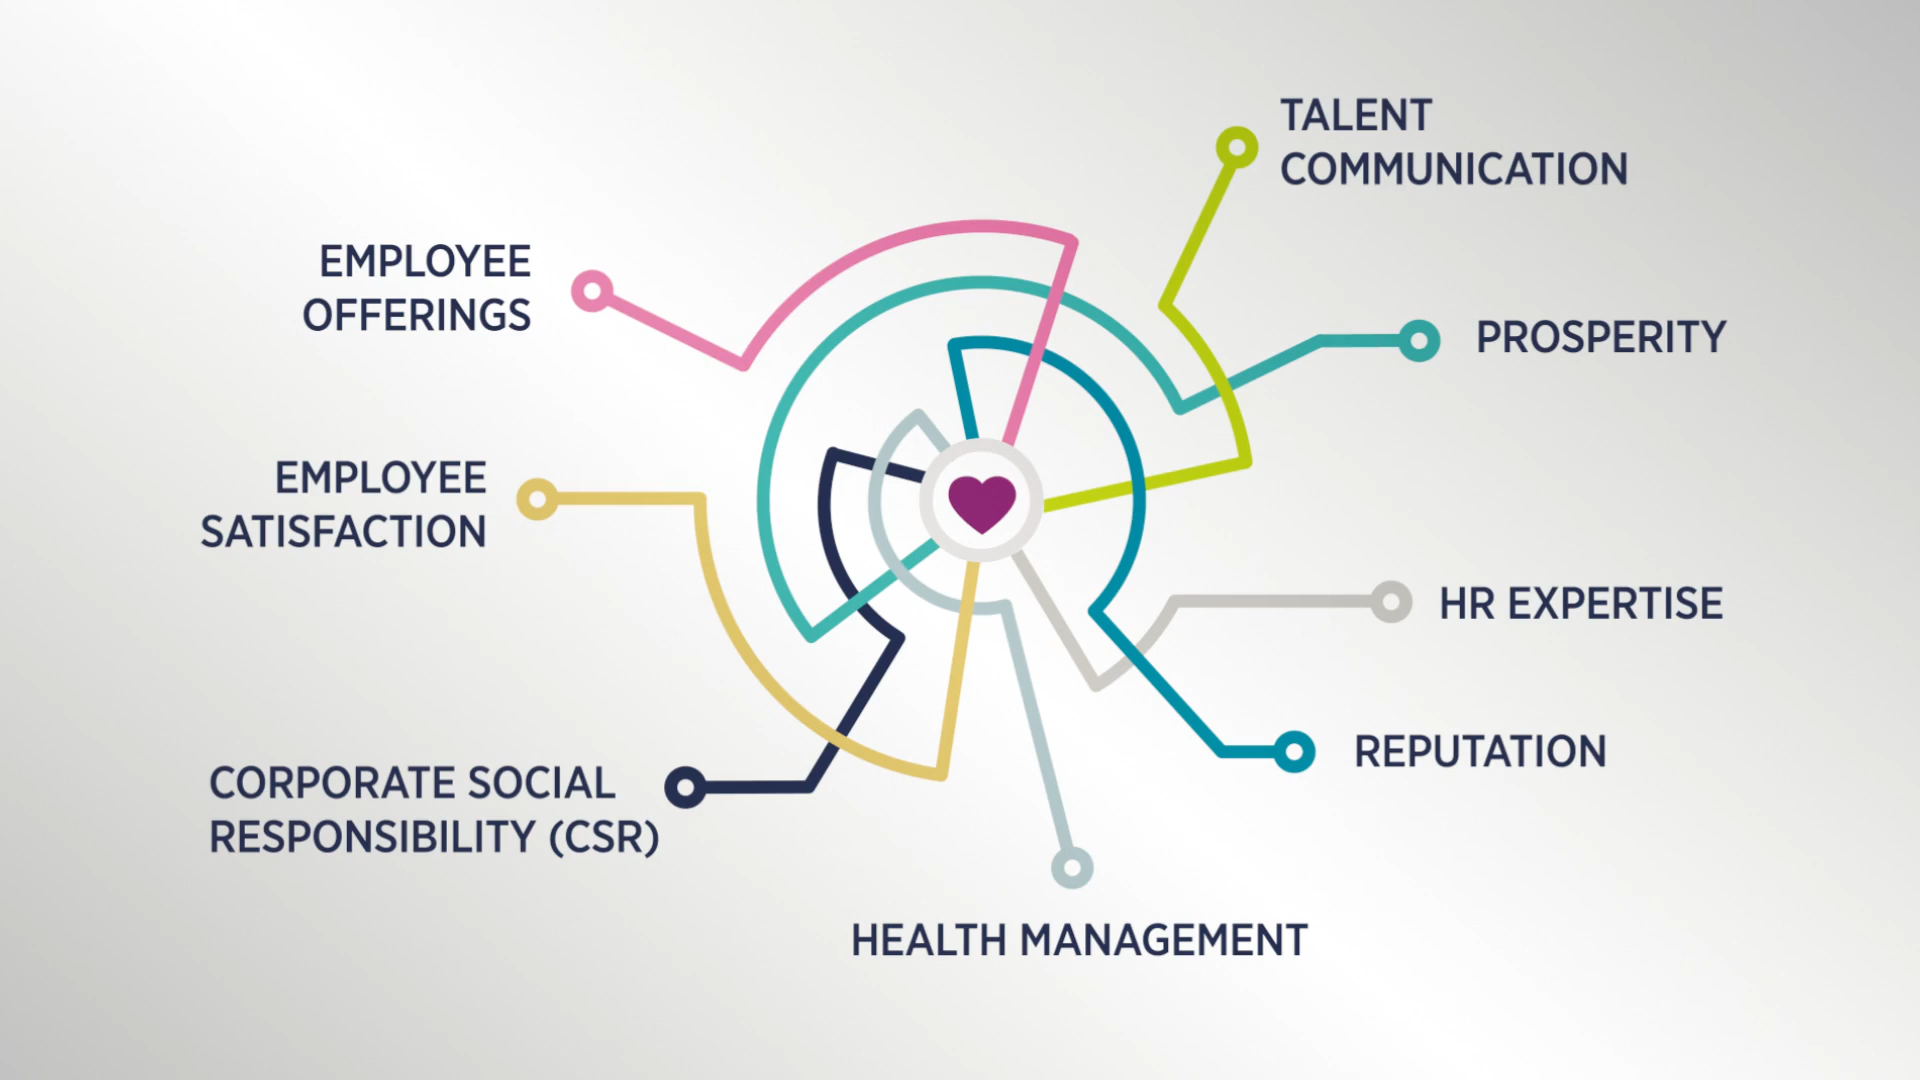 TALENT
COMMUNICATION
EMPLOYEE
OFFERINGS
PROSPERITY
EMPLOYEE
SATISFACTION
HR EXPERTISE
REPUTATION
CORPORATE SOCIAL
RESPONSIBILITY (CSR)
HEALTH MANAGEMENT